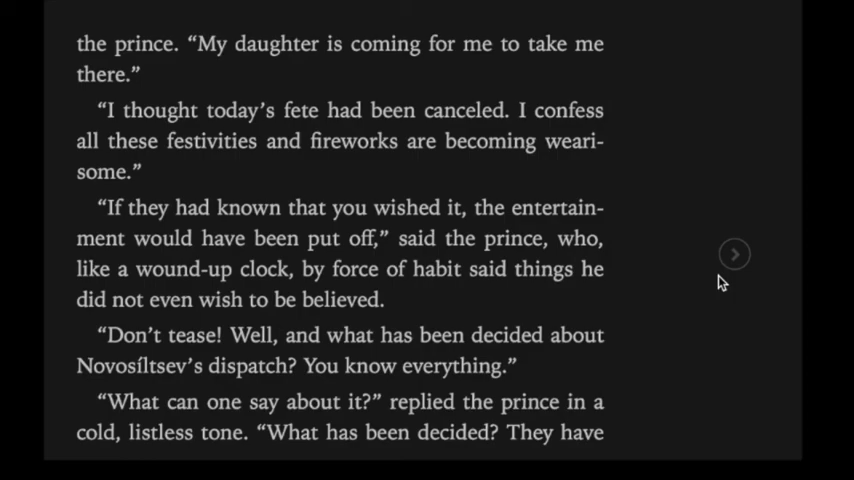 the prince. “My daughter is coming for me to take me
there.”
“I thought today’s fete had been canceled. I confess
all these festivities and fireworks are becoming weari-
some.”
“If they had known that you wished it, the entertain-
ment would have been put off,” said the prince, who,
like a wound-up clock, by force of habit said things he
did not even wish to be believed.
“Don’t tease! Well, and what has been decided about
Novosíltsev’s dispatch? You know everything.”
“What can one say about it?” replied the prince in a
cold, listless tone. “What has been decided? They have